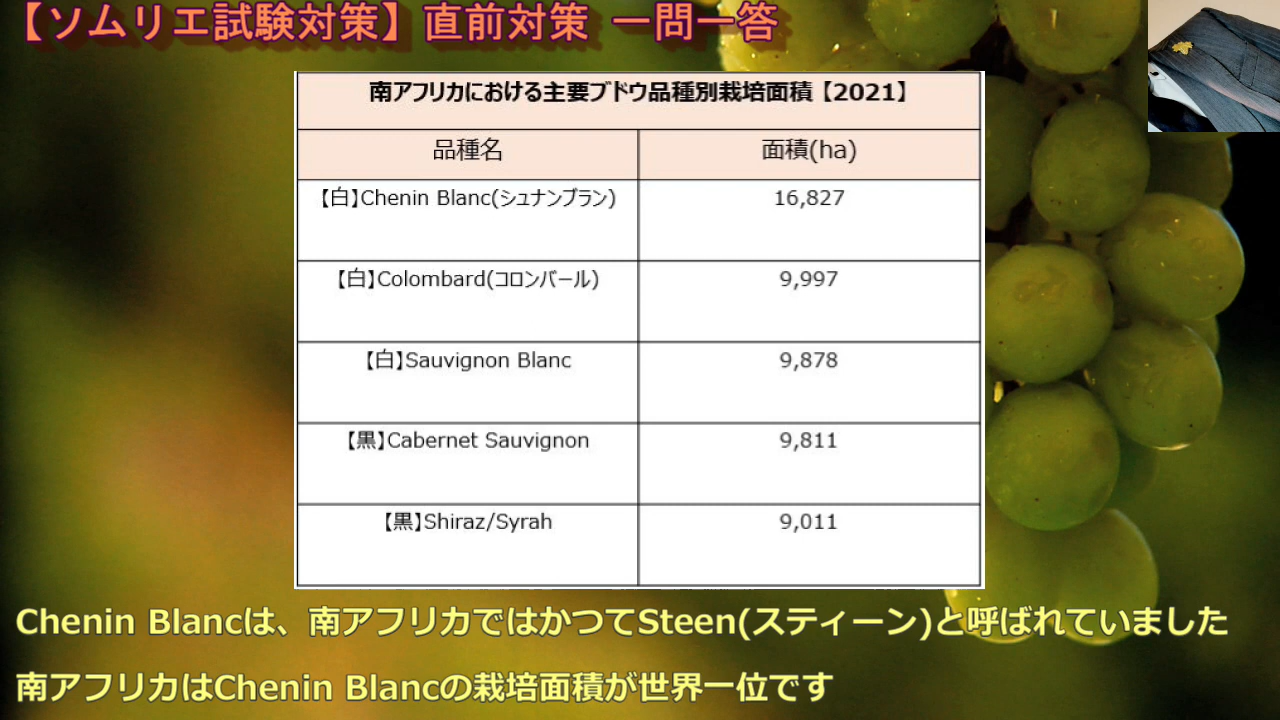 【ソムリエ試験対策】直前対策 一問一答
南アフリカにおける主要ブドウ品種別栽培面積【2021】
品種名 面積(ha)
【白】Chenin Blanc(シュナンブラン) 16,827
【白】Colombard(コロンバール) 9,997
【白】Sauvignon Blanc 9,878
【黒】Cabernet Sauvignon 9,811
【黒】Shiraz/Syrah 9,011
Chenin Blancは、南アフリカではかつてSteen(スティーン)と呼ばれていました
南アフリカはChenin Blancの栽培面積が世界一位です